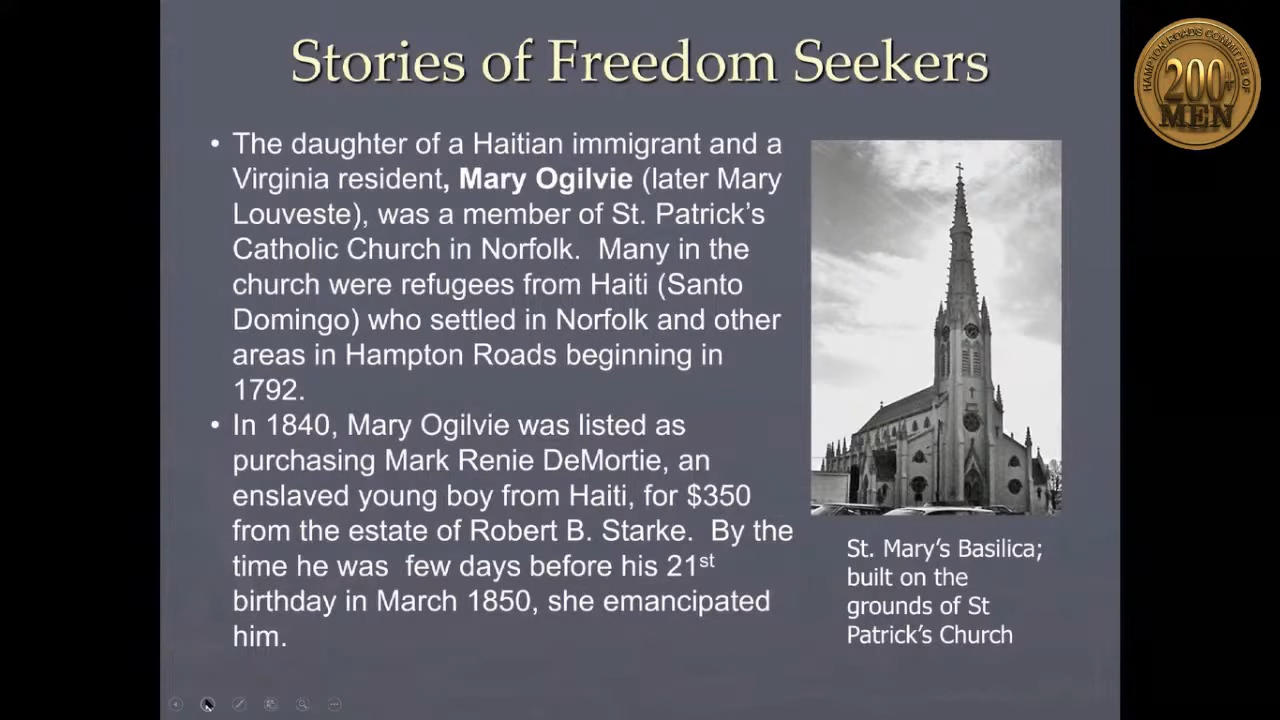 Stories of Freedom Seekers
HAMPTON ROADS COMMITTEE OF
200+
MEN
• The daughter of a Haitian immigrant and a
Virginia resident, Mary Ogilvie (later Mary
Louveste), was a member of St. Patrick's
Catholic Church in Norfolk.  Many in the
church were refugees from Haiti (Santo
Domingo) who settled in Norfolk and other
areas in Hampton Roads beginning in
1792.
• In 1840, Mary Ogilvie was listed as
purchasing Mark Renie DeMortie, an
enslaved young boy from Haiti, for $350
from the estate of Robert B. Starke.  By the
time he was  few days before his 21st
birthday in March 1850, she emancipated
him.
St. Mary's Basilica;
built on the
grounds of St
Patrick's Church